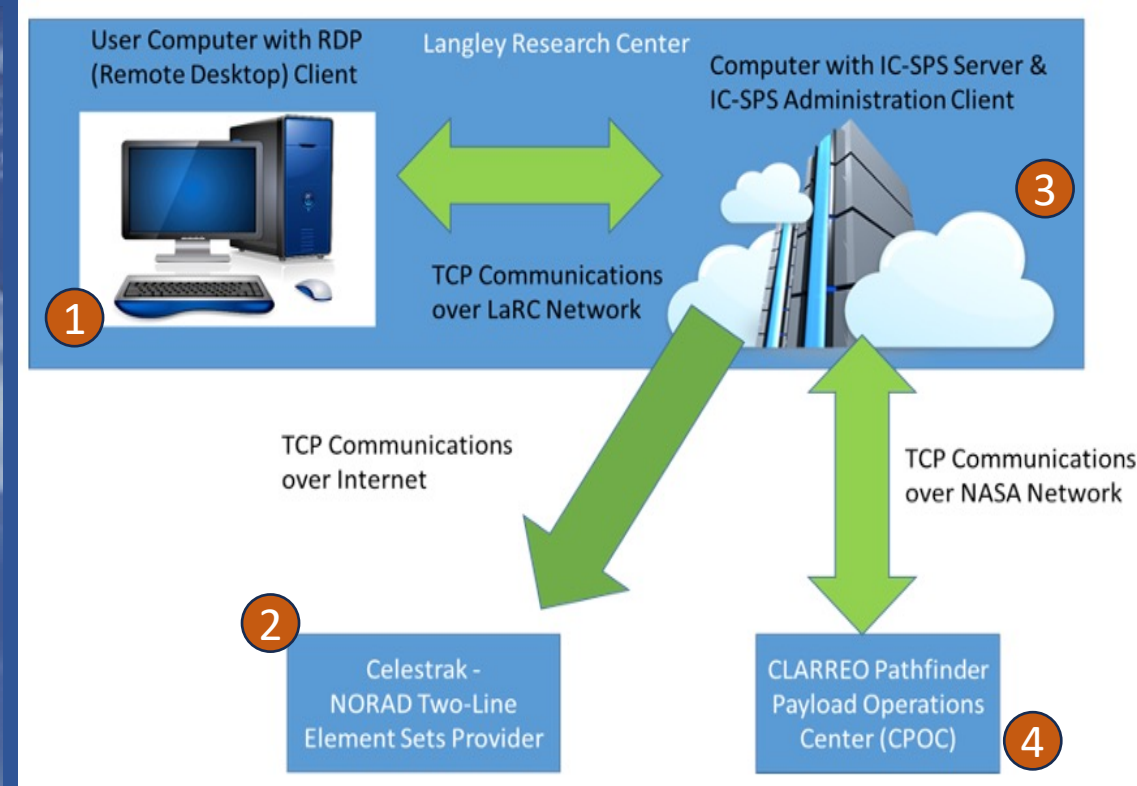 User Computer with RDP
(Remote Desktop) Client
Langley Research Center
Computer with IC-SPS Server &
IC-SPS Administration Client
3
TCP Communications
over LaRC Network
1
TCP Communications
over Internet
TCP Communications
over NASA Network
2
Celestrak -
NORAD Two-Line
Element Sets Provider
CLARREO Pathfinder
Payload Operations
Center (CPOC)
4